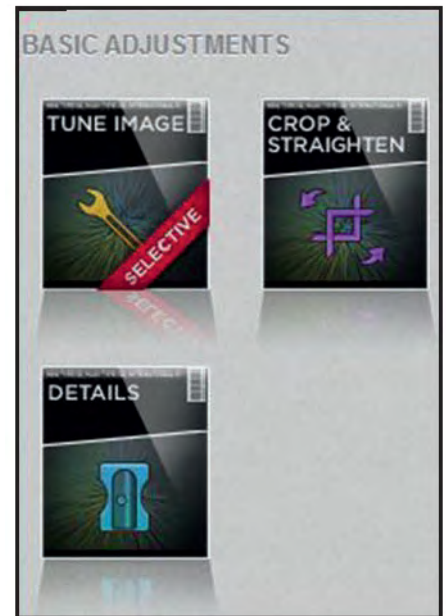 BASIC ADJUSTMENTS
TUNE IMAGE
SELECTIVE
CROP &
STRAIGHTEN
DETAILS